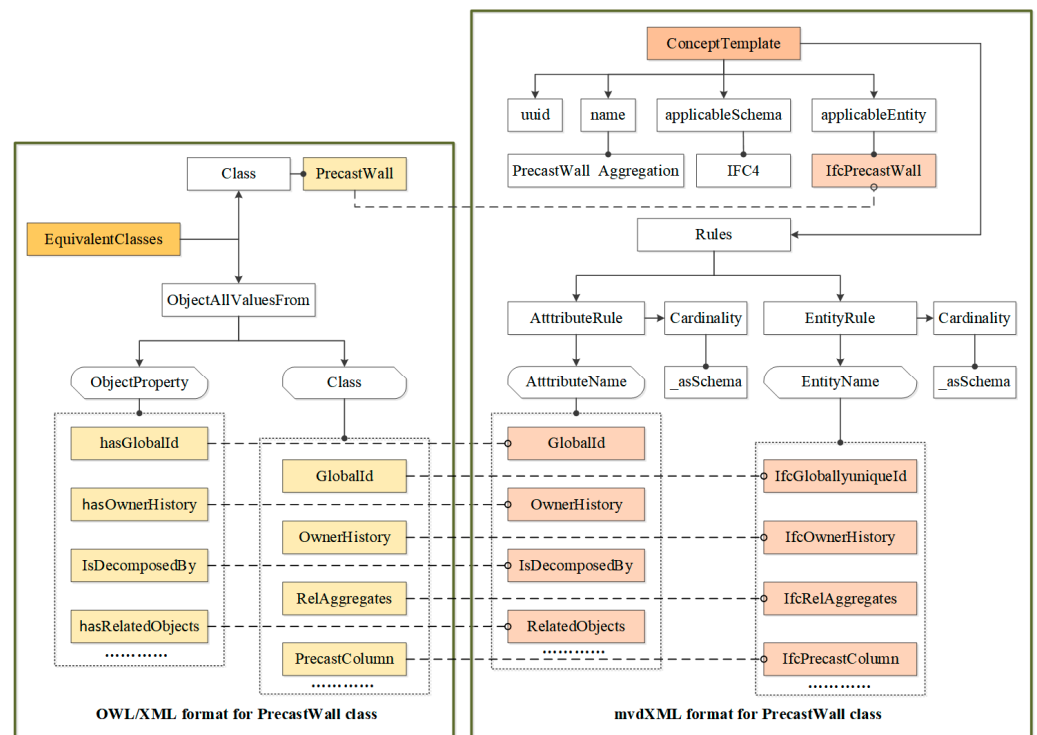 ConceptTemplate
uuid
name
applicableSchema
applicableEntity
PrecastWall Aggregation
IFC4
IfcPrecastWall
Rules
AtttributeRule
Cardinality
EntityRule
Cardinality
AtttributeName
_asSchema
EntityName
_asSchema
GlobalId
OwnerHistory
IsDecomposedBy
RelatedObjects
…………
IfcGloballyuniqueId
IfcOwnerHistory
IfcRelAggregates
IfcPrecastColumn
…………
mvdXML format for PrecastWall class
Class
PrecastWall
EquivalentClasses
ObjectAllValuesFrom
ObjectProperty
Class
hasGlobalId
hasOwnerHistory
IsDecomposedBy
hasRelatedObjects
…………
GlobalId
OwnerHistory
RelAggregates
PrecastColumn
…………
OWL/XML format for PrecastWall class